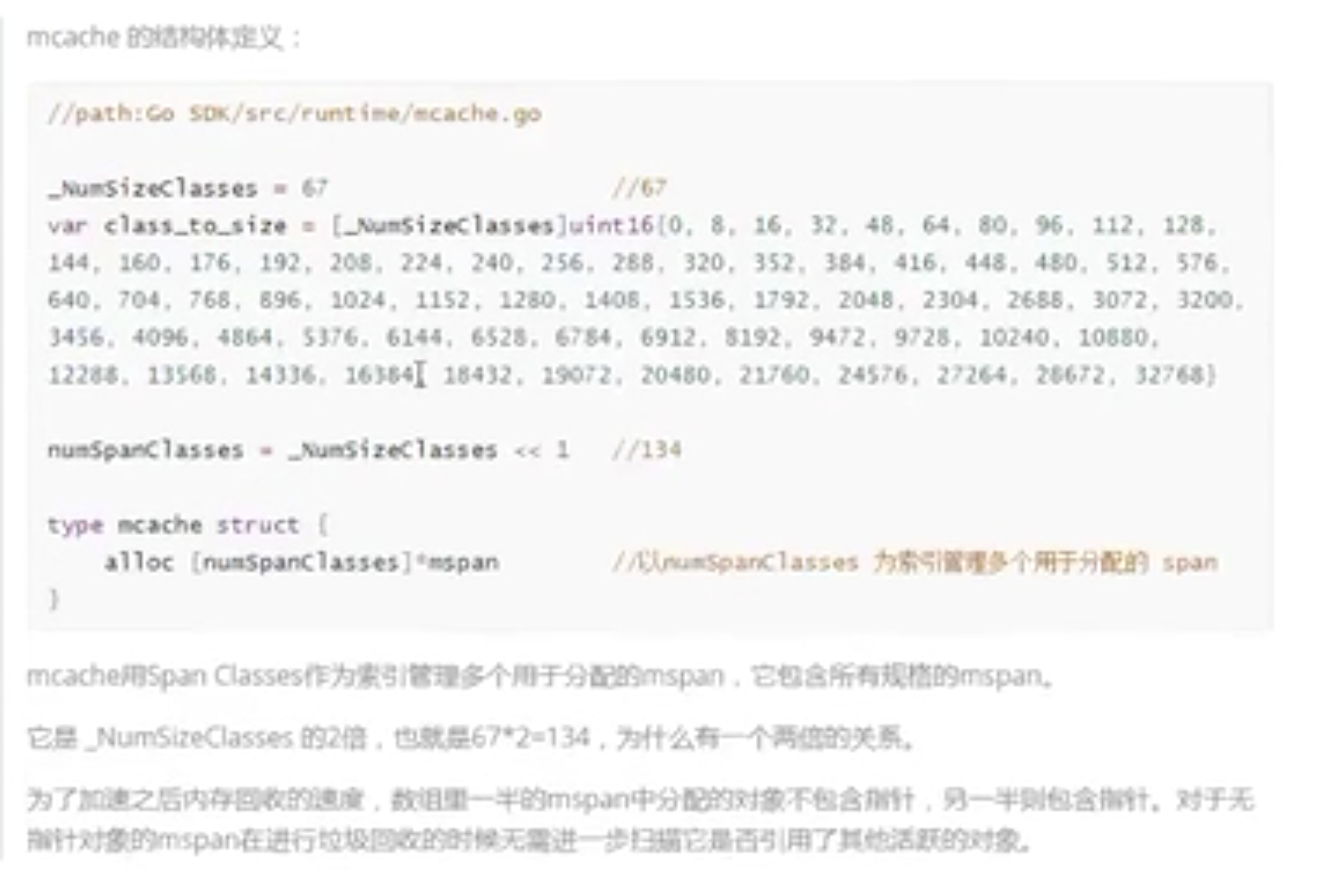 mcache 的结构体定义：
//path:Go SDK/src/runtime/mcache.go
_NumSizeClasses = 67 //67
var class_to_size = [_NumSizeClasses]uint16{0, 8, 16, 32, 48, 64, 80, 96, 112, 128,
144, 160, 176, 192, 208, 224, 240, 256, 288, 320, 352, 384, 416, 448, 480, 512, 576,
640, 704, 768, 896, 1024, 1152, 1280, 1408, 1536, 1792, 2048, 2304, 2688, 3072, 3200,
3456, 4096, 4864, 5376, 6144, 6528, 6784, 6912, 8192, 9472, 9728, 10240, 10880,
12288, 13568, 14336, 16384, 18432, 19072, 20480, 21760, 24576, 27264, 28672, 32768}
numSpanClasses = _NumSizeClasses << 1 //134
type mcache struct {
alloc [numSpanClasses]*mspan //以numSpanClasses 为索引管理多个用于分配的 span
}
mcache用Span Classes作为索引管理多个用于分配的mspan，它包含所有规格的mspan。
它是 _NumSizeClasses 的2倍，也就是67*2=134，为什么有一个两倍的关系。
为了加速之后内存回收的速度，数组里一半的mspan中分配的对象不包含指针，另一半则包含指针。对于无
指针对象的mspan在进行垃圾回收的时候无需进一步扫描它是否引用了其他活跃的对象。